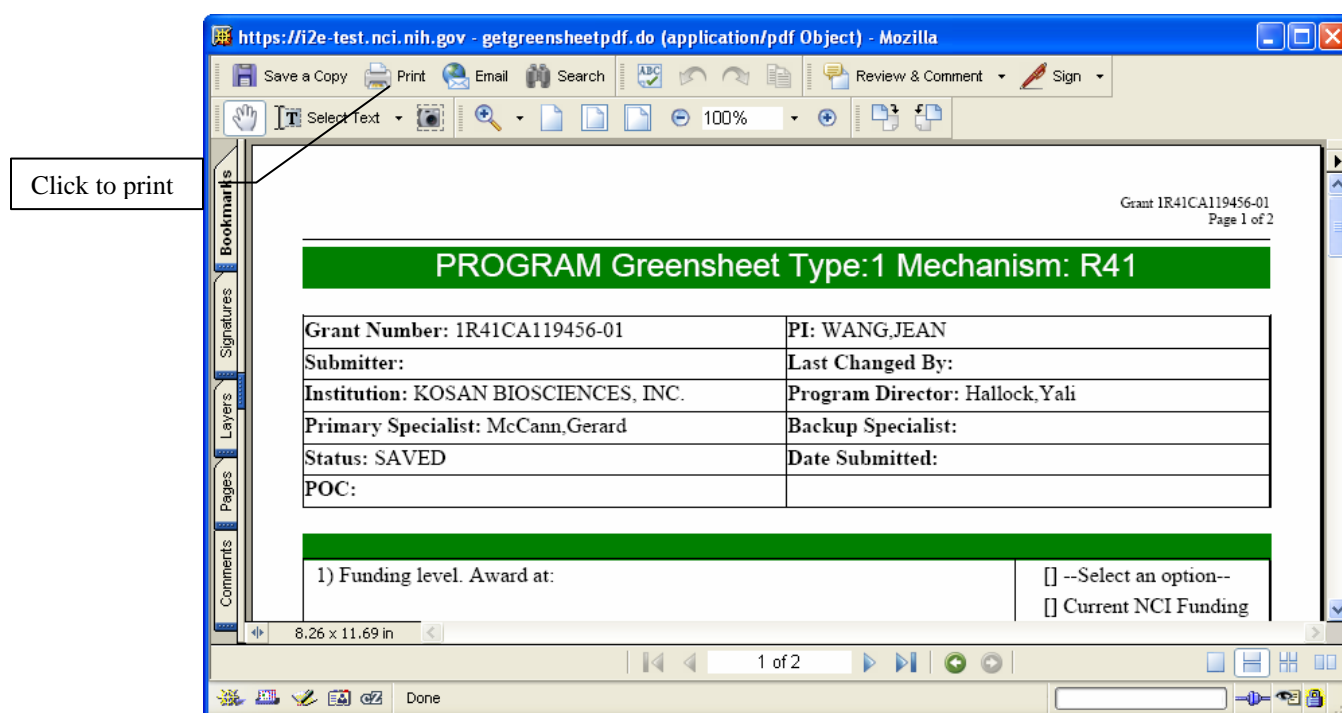 https://i2e-test.nci.nih.gov - getgreensheetpdf.do (application/pdf Object) - Mozilla
Save a Copy Print Email Search ABC Review & Comment Sign
T Select Text 100%
Click to print
Bookmarks
Signatures
Layers
Pages
Comments
Grant 1R41CA119456-01
Page 1 of 2
PROGRAM Greensheet Type:1 Mechanism: R41
Grant Number: 1R41CA119456-01 PI: WANG,JEAN
Submitter: Last Changed By:
Institution: KOSAN BIOSCIENCES, INC. Program Director: Hallock,Yali
Primary Specialist: McCann,Gerard Backup Specialist:
Status: SAVED Date Submitted:
POC:
1) Funding level. Award at: [] --Select an option--
[] Current NCI Funding
8.26 x 11.69 in
1 of 2
cZ Done